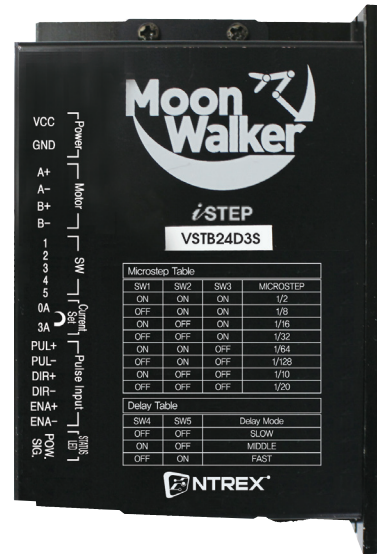 Moon
Walker
i-STEP
VSTB24D3S
VCC
GND
Power
A+
A-
B+
B-
Motor
1
2
3
4
5
SW
0A
3A
Current
Set
PUL+
PUL-
DIR+
DIR-
ENA+
ENA-
Pulse Input
POW.
SIG.
STATUS
LED
Microstep Table
SW1 SW2 SW3 MICROSTEP
ON ON ON 1/2
OFF ON ON 1/8
ON OFF ON 1/16
OFF OFF ON 1/32
ON ON OFF 1/64
OFF ON OFF 1/128
ON OFF OFF 1/10
OFF OFF OFF 1/20
Delay Table
SW4 SW5 Delay Mode
OFF OFF SLOW
ON OFF MIDDLE
OFF ON FAST
NTREX